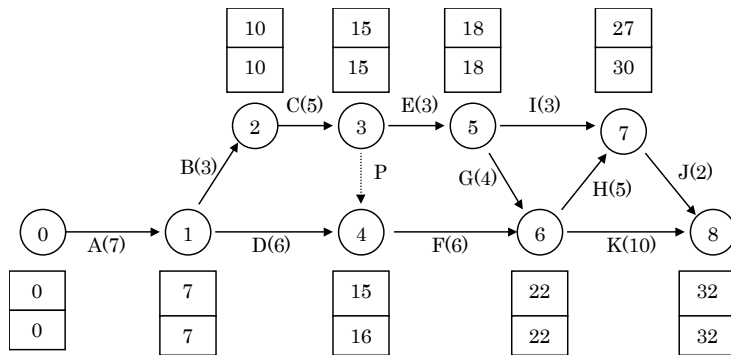 10 15 18 27
10 15 18 30
C(5) E(3) I(3)
2 3 5 7
B(3) P G(4) H(5) J(2)
0 1 4 6 8
A(7) D(6) F(6) K(10)
0 7 15 22 32
0 7 16 22 32